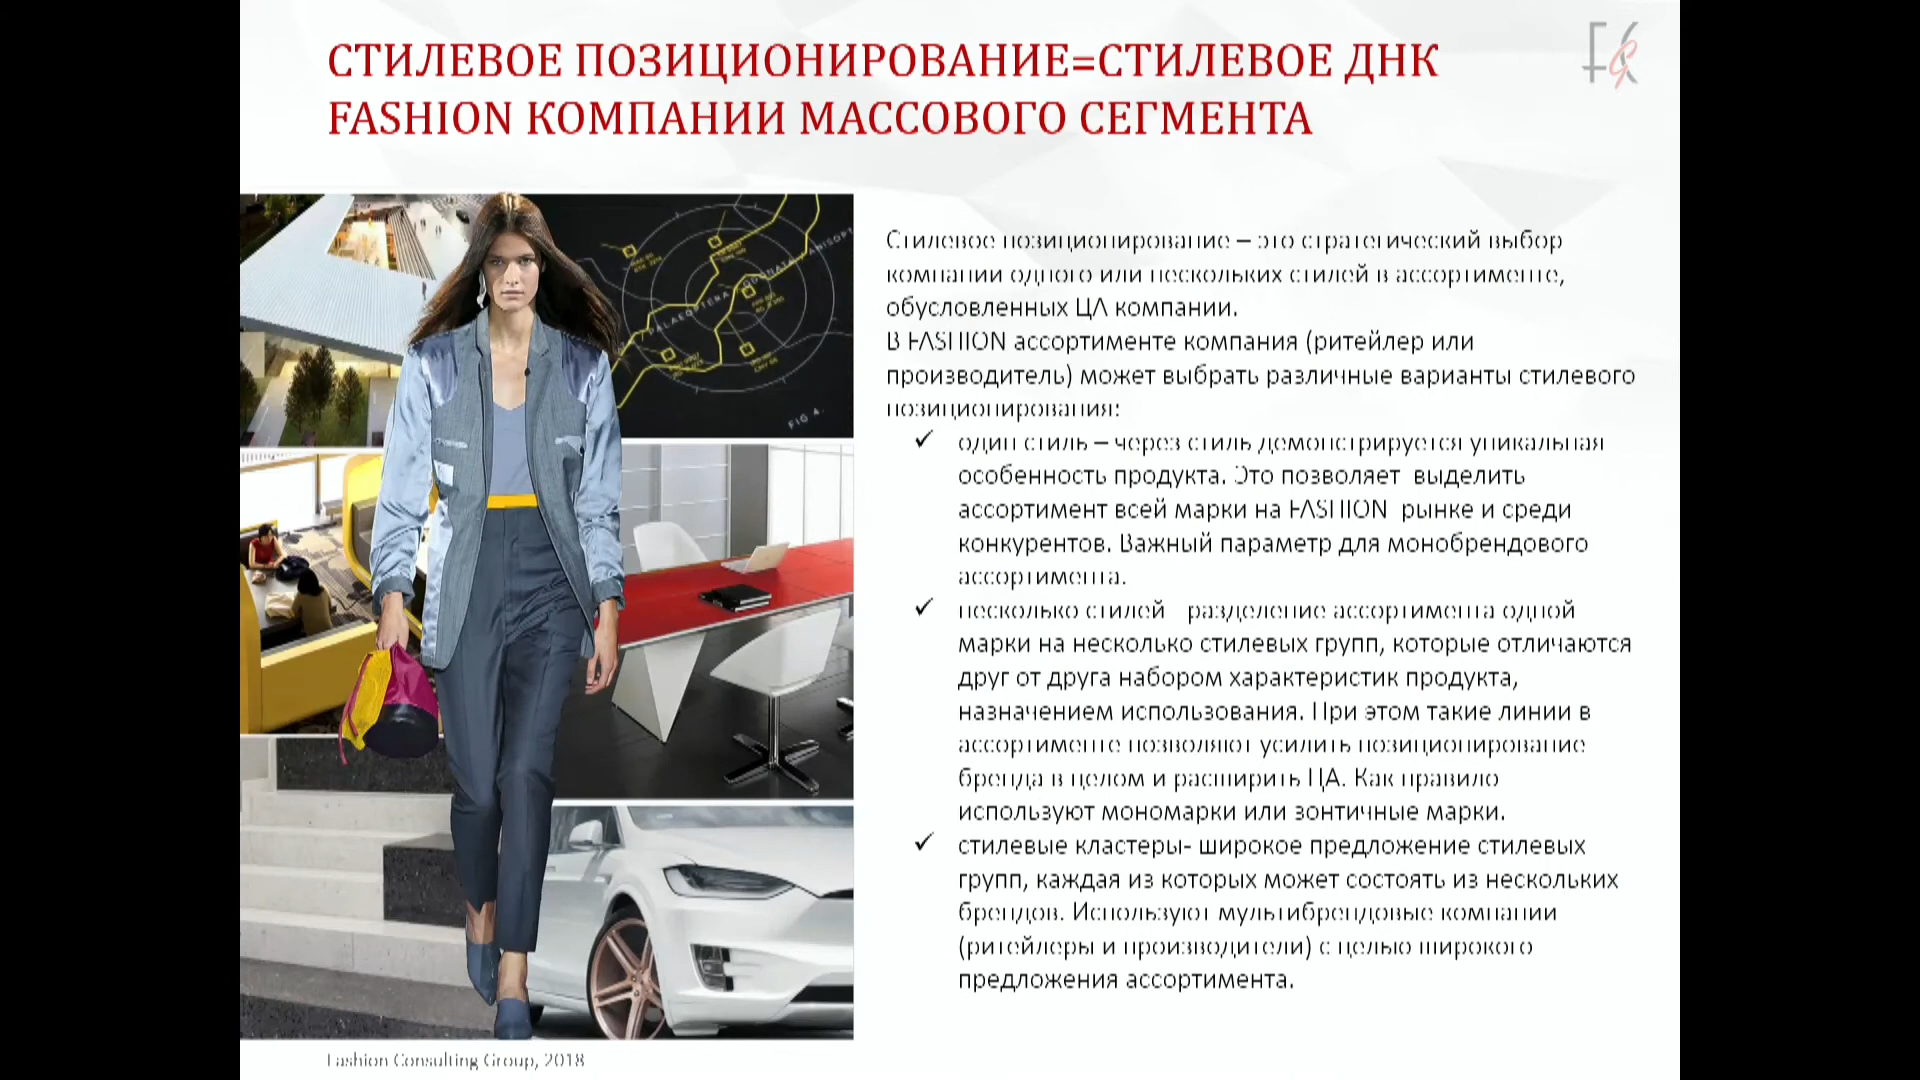 СТИЛЕВОЕ ПОЗИЦИОНИРОВАНИЕ=СТИЛЕВОЕ ДНК
FASHION КОМПАНИИ МАССОВОГО СЕГМЕНТА
Стилевое позиционирование – это стратегический выбор
компании одного или нескольких стилей в ассортименте,
обусловленных ЦА компании.
В FASHION ассортименте компания (ритейлер или
производитель) может выбрать различные варианты стилевого
позиционирования:
✓ один стиль – через стиль демонстрируется уникальная
особенность продукта. Это позволяет выделить
ассортимент всей марки на FASHION рынке и среди
конкурентов. Важный параметр для монобрендового
ассортимента.
✓ несколько стилей разделение ассортимента одной
марки на несколько стилевых групп, которые отличаются
друг от друга набором характеристик продукта,
назначением использования. При этом такие линии в
ассортименте позволяют усилить позиционирование
бренда в целом и расширить ЦА. Как правило
используют мономарки или зонтичные марки.
✓ стилевые кластеры- широкое предложение стилевых
групп, каждая из которых может состоять из нескольких
брендов. Используют мультибрендовые компании
(ритейлеры и производители) с целью широкого
предложения ассортимента.
PALAEOPTERA ODONATA ANISOPT
FIG 4.
Fashion Consulting Group, 2018